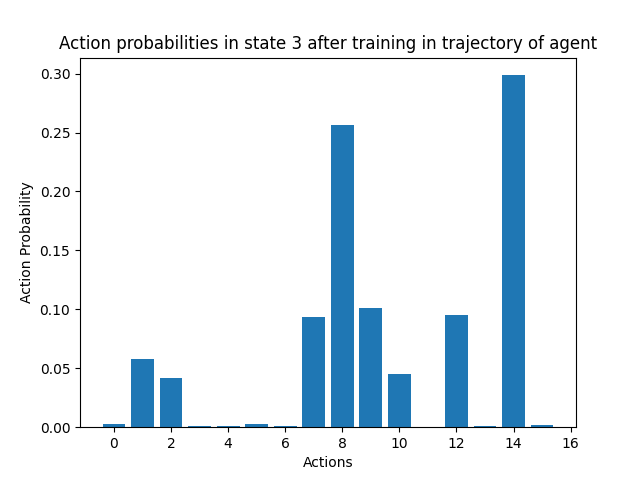 Action probabilities in state 3 after training in trajectory of agent
0.30
0.25
0.20
0.15
0.10
0.05
0.00
Action Probability
0 2 4 6 8 10 12 14 16
Actions